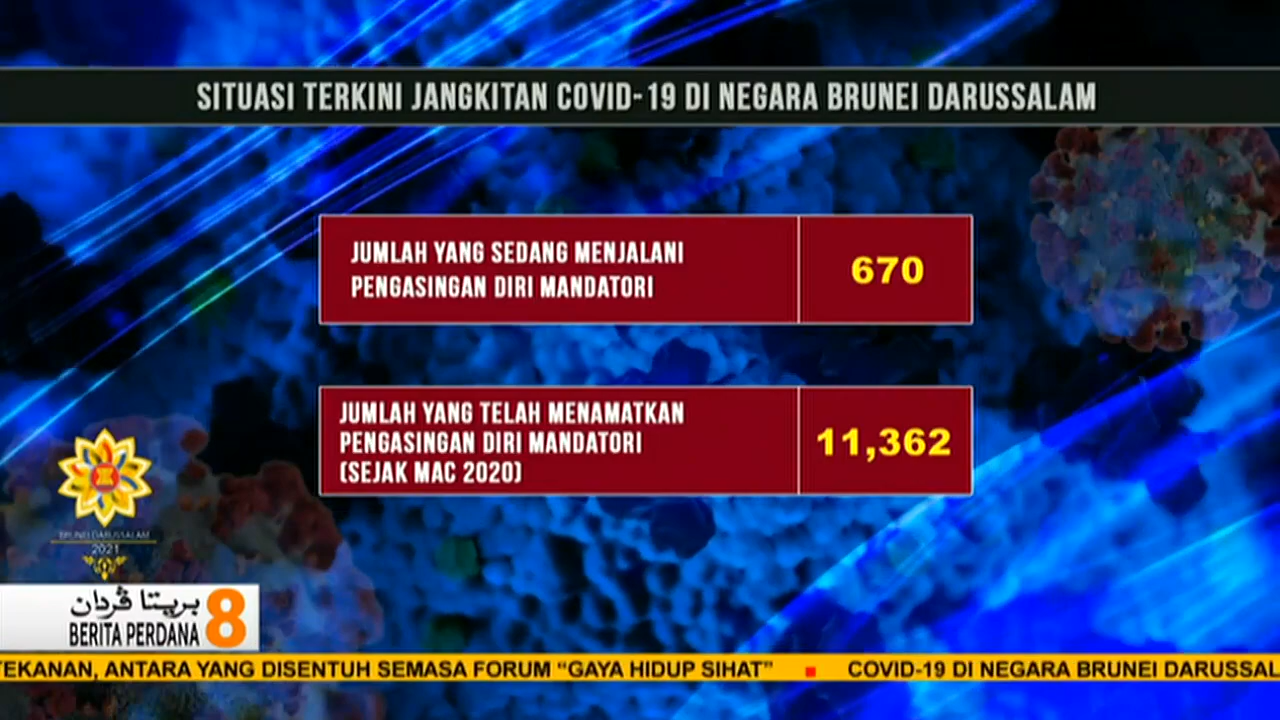 SITUASI TERKINI JANGKITAN COVID-19 DI NEGARA BRUNEI DARUSSALAM
JUMLAH YANG SEDANG MENJALANI
PENGASINGAN DIRI MANDATORI
670
JUMLAH YANG TELAH MENAMATKAN
PENGASINGAN DIRI MANDATORI
(SEJAK MAC 2020)
11,362
BRUNEI DARUSSALAM
2021
بريتا ڤردان
BERITA PERDANA
8
TEKANAN, ANTARA YANG DISENTUH SEMASA FORUM “GAYA HIDUP SIHAT” ■ COVID-19 DI NEGARA BRUNEI DARUSSAL